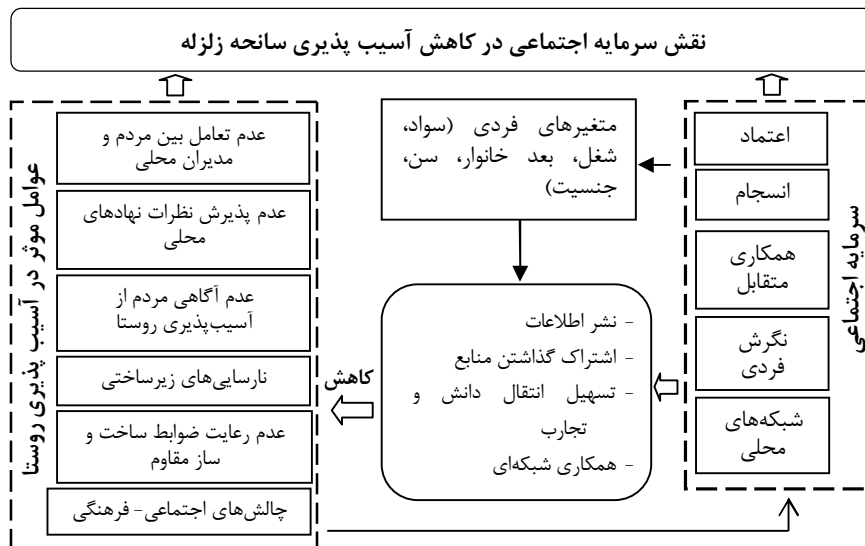 نقش سرمایه اجتماعی در کاهش آسیب پذیری سانحه زلزله
سرمایه اجتماعی
اعتماد
انسجام
همکاری
متقابل
نگرش
فردی
شبکه‌های
محلی
متغیرهای فردی (سواد،
شغل، بعد خانوار، سن،
جنسیت)
- نشر اطلاعات
- اشتراک گذاشتن منابع
- تسهیل انتقال دانش و
تجارب
- همکاری شبکه‌ای
کاهش
عدم تعامل بین مردم و
مدیران محلی
عدم پذیرش نظرات نهادهای
محلی
عدم آگاهی مردم از
آسیب‌پذیری روستا
نارسایی‌های زیرساختی
عدم رعایت ضوابط ساخت و
ساز مقاوم
چالش‌های اجتماعی- فرهنگی
عوامل موثر در آسیب پذیری روستا